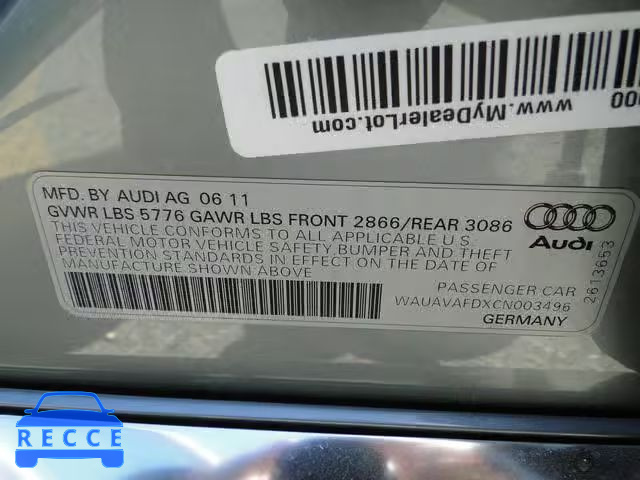 00
www.MyDealerLot.com
MFD. BY AUDI AG 06 11
GVWR LBS 5776 GAWR LBS FRONT 2866/REAR 3086
THIS VEHICLE CONFORMS TO ALL APPLICABLE U.S.
FEDERAL MOTOR VEHICLE SAFETY BUMPER AND THEFT
PREVENTION STANDARDS IN EFFECT ON THE DATE OF
MANUFACTURE SHOWN ABOVE
Audi
2613653
PASSENGER CAR
WAUAVAFDXCN003496
GERMANY
RECCE